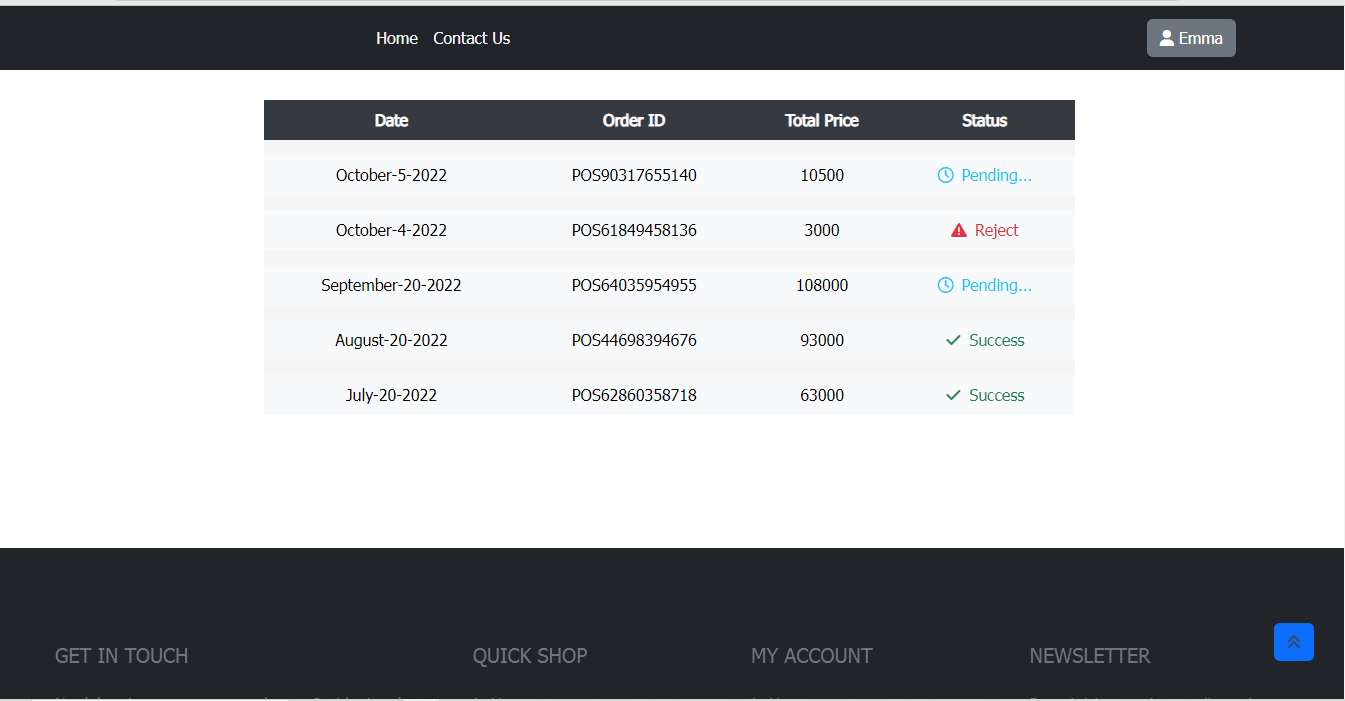 Home Contact Us Emma
Date Order ID Total Price Status
October-5-2022 POS90317655140 10500 Pending...
October-4-2022 POS61849458136 3000 Reject
September-20-2022 POS64035954955 108000 Pending...
August-20-2022 POS44698394676 93000 Success
July-20-2022 POS62860358718 63000 Success
GET IN TOUCH QUICK SHOP MY ACCOUNT NEWSLETTER